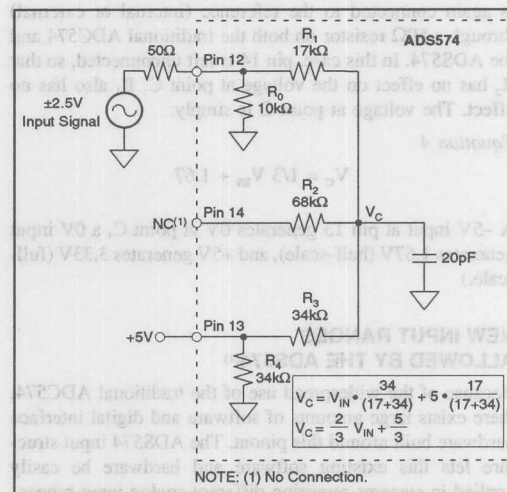 ADS574
50Ω
Pin 12
R1
17kΩ
R0
10kΩ
±2.5V
Input Signal
NC(1)
Pin 14
R2
68kΩ
VC
20pF
+5V
Pin 13
R3
34kΩ
R4
34kΩ
VC = VIN • 34/(17+34) + 5 • 17/(17+34)
VC = 2/3 VIN + 5/3
NOTE: (1) No Connection.